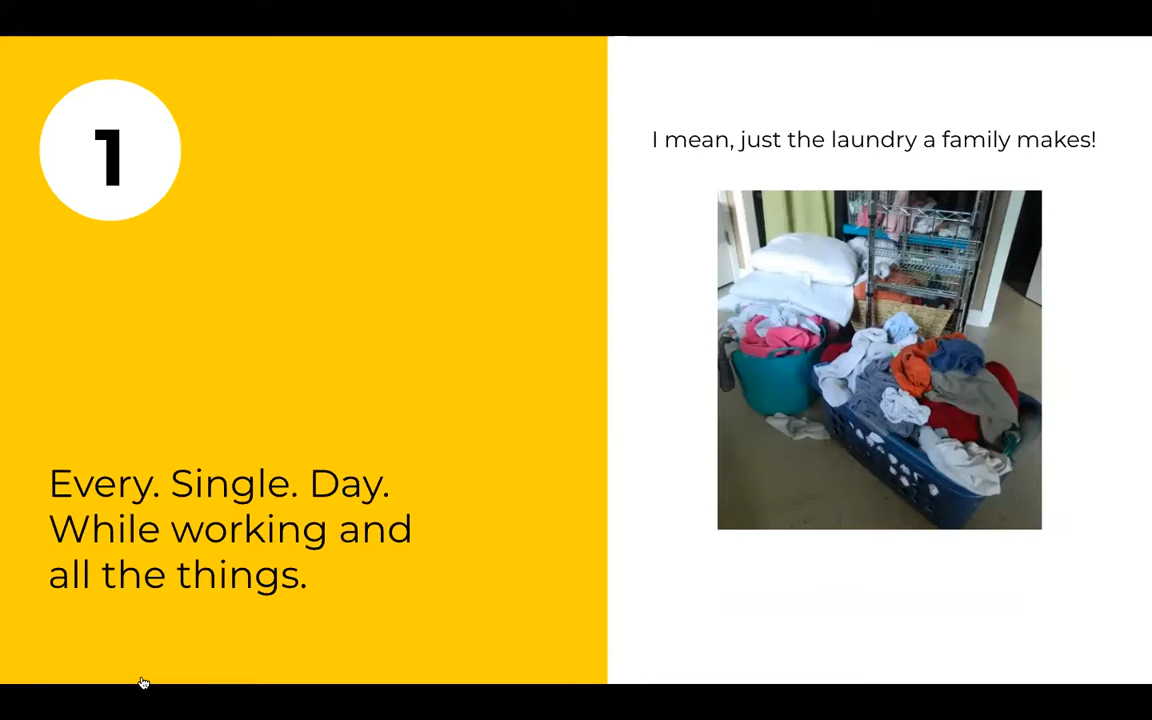 1
Every. Single. Day.
While working and
all the things.
I mean, just the laundry a family makes!